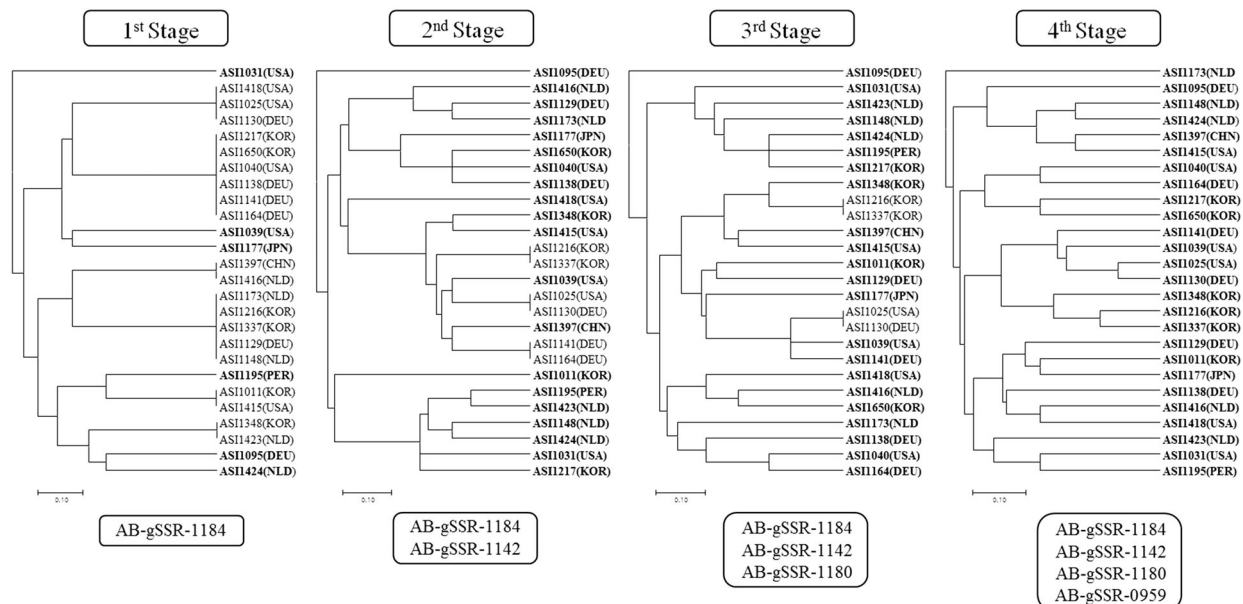 1st Stage
ASI1031(USA)
ASI1418(USA)
ASI1025(USA)
ASI1130(DEU)
ASI1217(KOR)
ASI1650(KOR)
ASI1040(USA)
ASI1138(DEU)
ASI1141(DEU)
ASI1164(DEU)
ASI1039(USA)
ASI1177(JPN)
ASI1397(CHN)
ASI1416(NLD)
ASI1173(NLD)
ASI1216(KOR)
ASI1337(KOR)
ASI1129(DEU)
ASI1148(NLD)
ASI1195(PER)
ASI1011(KOR)
ASI1415(USA)
ASI1348(KOR)
ASI1423(NLD)
ASI1095(DEU)
ASI1424(NLD)
0.10
AB-gSSR-1184
2nd Stage
ASI1095(DEU)
ASI1416(NLD)
ASI1129(DEU)
ASI1173(NLD
ASI1177(JPN)
ASI1650(KOR)
ASI1040(USA)
ASI1138(DEU)
ASI1418(USA)
ASI1348(KOR)
ASI1415(USA)
ASI1216(KOR)
ASI1337(KOR)
ASI1039(USA)
ASI1025(USA)
ASI1130(DEU)
ASI1397(CHN)
ASI1141(DEU)
ASI1164(DEU)
ASI1011(KOR)
ASI1195(PER)
ASI1423(NLD)
ASI1148(NLD)
ASI1424(NLD)
ASI1031(USA)
ASI1217(KOR)
0.10
AB-gSSR-1184
AB-gSSR-1142
3rd Stage
ASI1095(DEU)
ASI1031(USA)
ASI1423(NLD)
ASI1148(NLD)
ASI1424(NLD)
ASI1195(PER)
ASI1217(KOR)
ASI1348(KOR)
ASI1216(KOR)
ASI1337(KOR)
ASI1397(CHN)
ASI1415(USA)
ASI1011(KOR)
ASI1129(DEU)
ASI1177(JPN)
ASI1025(USA)
ASI1130(DEU)
ASI1039(USA)
ASI1141(DEU)
ASI1418(USA)
ASI1416(NLD)
ASI1650(KOR)
ASI1173(NLD
ASI1138(DEU)
ASI1040(USA)
ASI1164(DEU)
0.10
AB-gSSR-1184
AB-gSSR-1142
AB-gSSR-1180
4th Stage
ASI1173(NLD
ASI1095(DEU)
ASI1148(NLD)
ASI1424(NLD)
ASI1397(CHN)
ASI1415(USA)
ASI1040(USA)
ASI1164(DEU)
ASI1217(KOR)
ASI1650(KOR)
ASI1141(DEU)
ASI1039(USA)
ASI1025(USA)
ASI1130(DEU)
ASI1348(KOR)
ASI1216(KOR)
ASI1337(KOR)
ASI1129(DEU)
ASI1011(KOR)
ASI1177(JPN)
ASI1138(DEU)
ASI1416(NLD)
ASI1418(USA)
ASI1423(NLD)
ASI1031(USA)
ASI1195(PER)
0.10
AB-gSSR-1184
AB-gSSR-1142
AB-gSSR-1180
AB-gSSR-0959